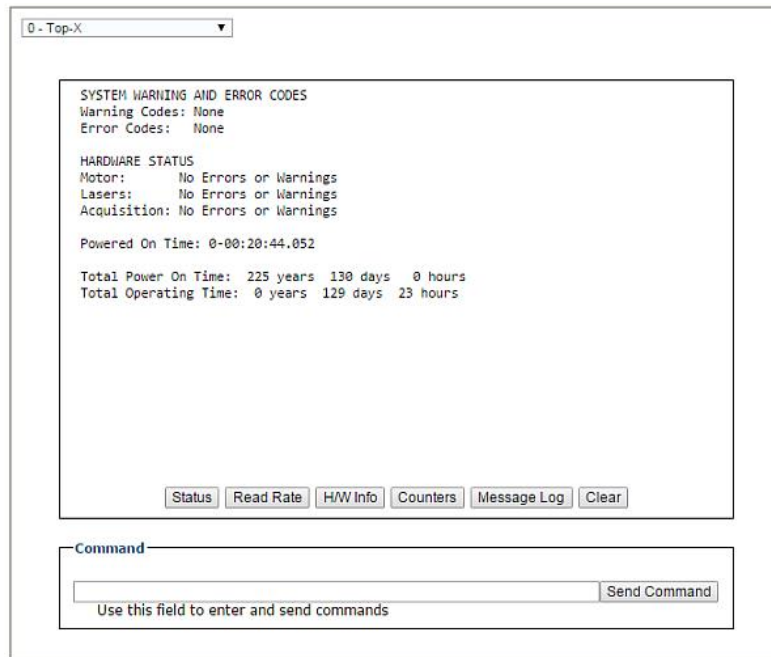 0 - Top-X
SYSTEM WARNING AND ERROR CODES
Warning Codes: None
Error Codes: None
HARDWARE STATUS
Motor: No Errors or Warnings
Lasers: No Errors or Warnings
Acquisition: No Errors or Warnings
Powered On Time: 0-00:20:44.052
Total Power On Time: 225 years 130 days 0 hours
Total Operating Time: 0 years 129 days 23 hours
Status Read Rate H/W Info Counters Message Log Clear
Command
Send Command
Use this field to enter and send commands